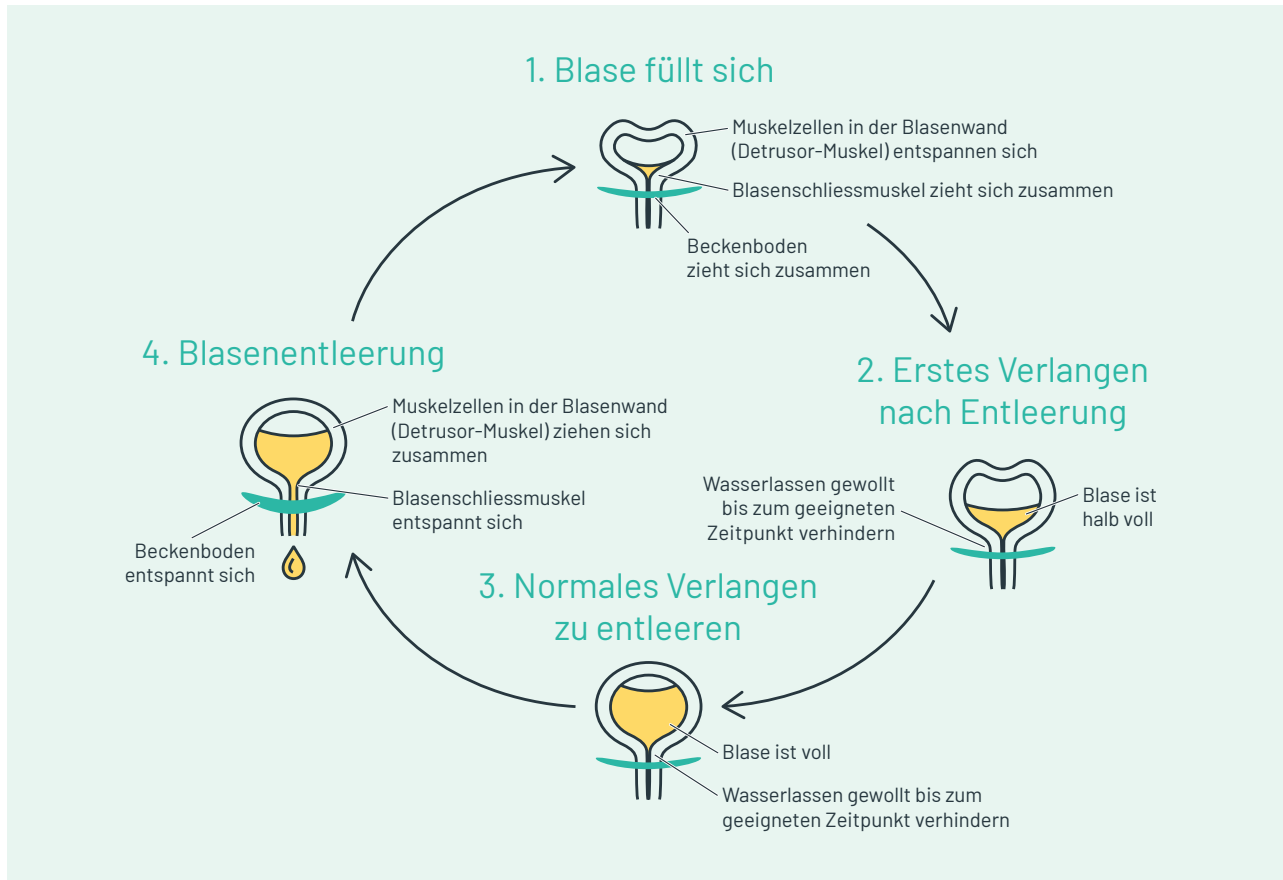 1. Blase füllt sich
Muskelzellen in der Blasenwand
(Detrusor-Muskel) entspannen sich
Blasenschliessmuskel zieht sich zusammen
Beckenboden
zieht sich zusammen
2. Erstes Verlangen
nach Entleerung
Wasserlassen gewollt
bis zum geeigneten
Zeitpunkt verhindern
Blase ist
halb voll
3. Normales Verlangen
zu entleeren
Blase ist voll
Wasserlassen gewollt bis zum
geeigneten Zeitpunkt verhindern
4. Blasenentleerung
Muskelzellen in der Blasenwand
(Detrusor-Muskel) ziehen sich
zusammen
Blasenschliessmuskel
entspannt sich
Beckenboden
entspannt sich